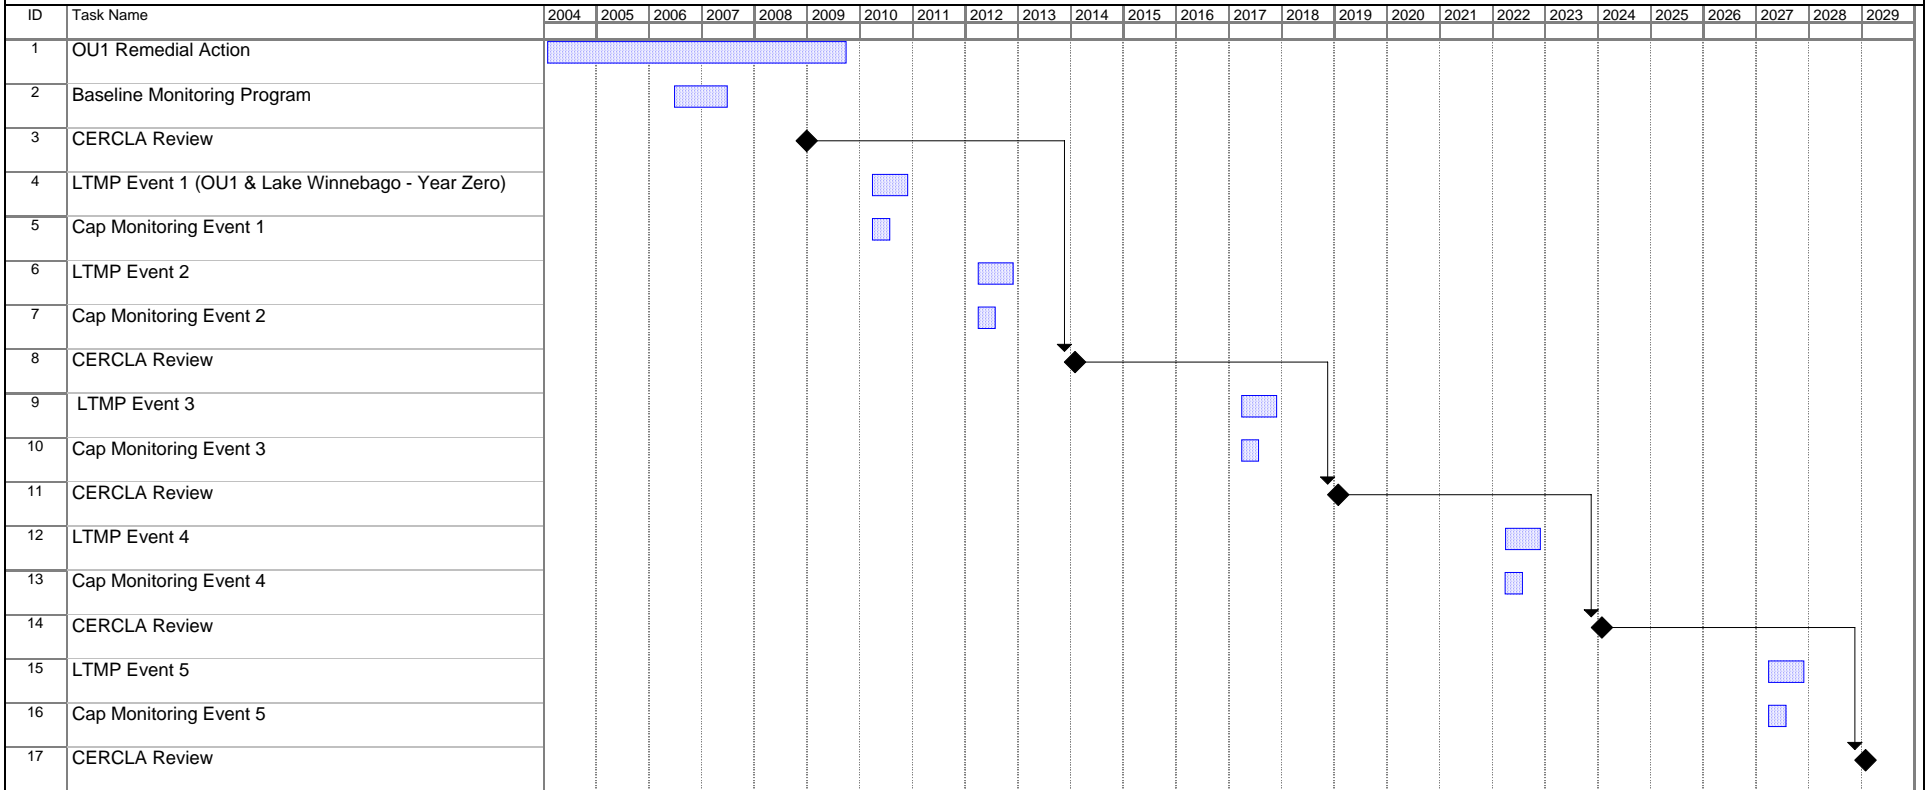 ID Task Name 2004 2005 2006 2007 2008 2009 2010 2011 2012 2013 2014 2015 2016 2017 2018 2019 2020 2021 2022 2023 2024 2025 2026 2027 2028 2029
1 OU1 Remedial Action
2 Baseline Monitoring Program
3 CERCLA Review
4 LTMP Event 1 (OU1 & Lake Winnebago - Year Zero)
5 Cap Monitoring Event 1
6 LTMP Event 2
7 Cap Monitoring Event 2
8 CERCLA Review
9 LTMP Event 3
10 Cap Monitoring Event 3
11 CERCLA Review
12 LTMP Event 4
13 Cap Monitoring Event 4
14 CERCLA Review
15 LTMP Event 5
16 Cap Monitoring Event 5
17 CERCLA Review